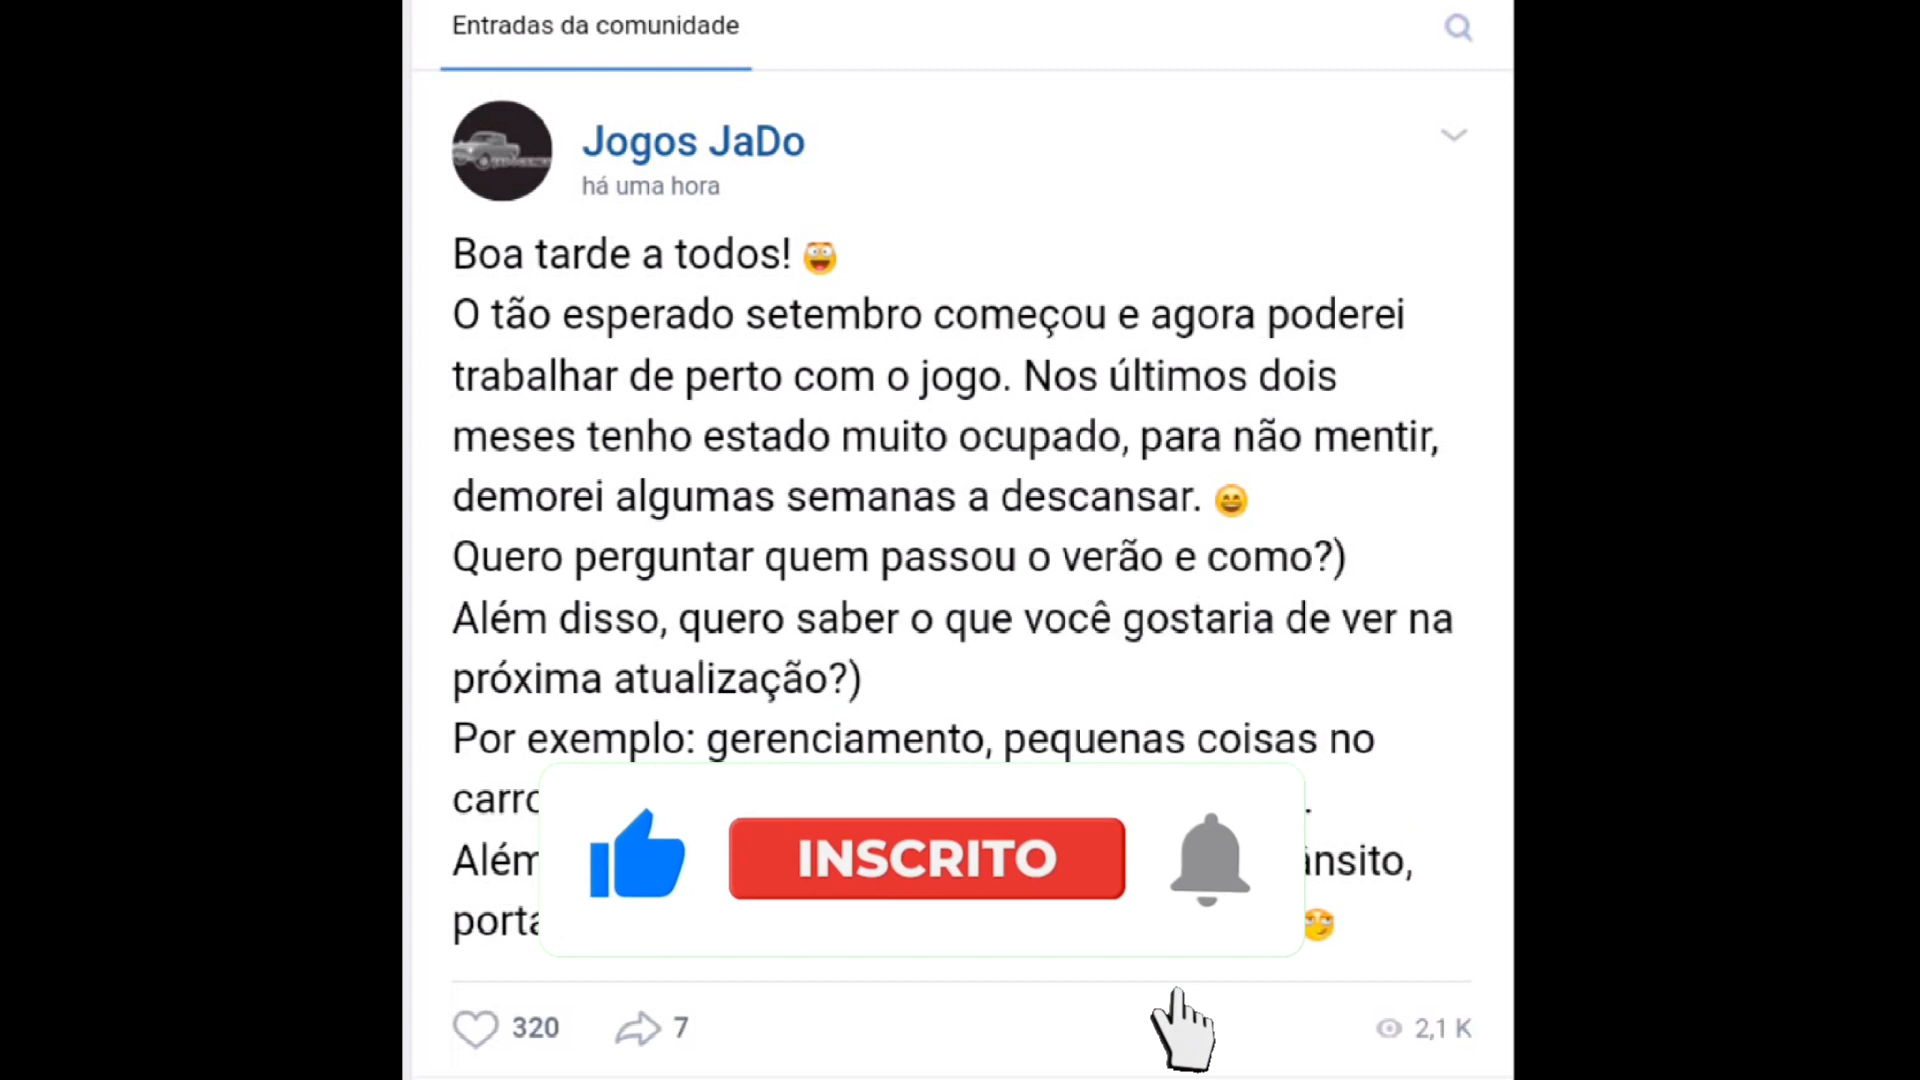 Entradas da comunidade
Jogos JaDo
há uma hora
Boa tarde a todos!
O tão esperado setembro começou e agora poderei
trabalhar de perto com o jogo. Nos últimos dois
meses tenho estado muito ocupado, para não mentir,
demorei algumas semanas a descansar.
Quero perguntar quem passou o verão e como?)
Além disso, quero saber o que você gostaria de ver na
próxima atualização?)
Por exemplo: gerenciamento, pequenas coisas no
INSCRITO
320
7
2,1 K